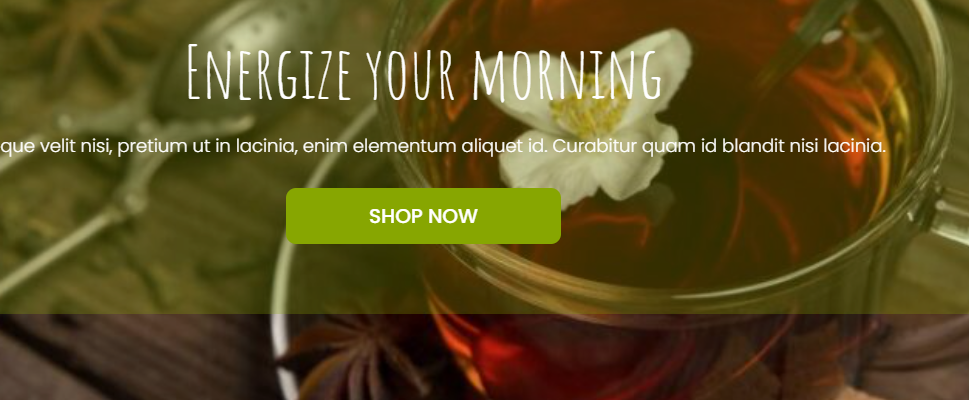 Energize your morning
que velit nisi, pretium ut in lacinia, enim elementum aliquet id. Curabitur quam id blandit nisi lacinia.
SHOP NOW